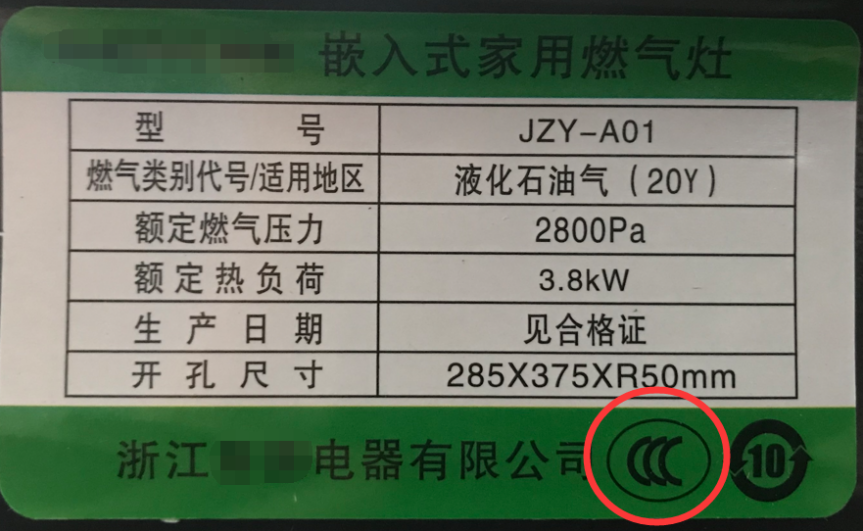 嵌入式家用燃气灶
型 号 JZY-A01
燃气类别代号/适用地区 液化石油气(20Y)
额定燃气压力 2800Pa
额定热负荷 3.8kW
生产日期 见合格证
开孔尺寸 285X375XR50mm
浙江 电器有限公司 CCC 10